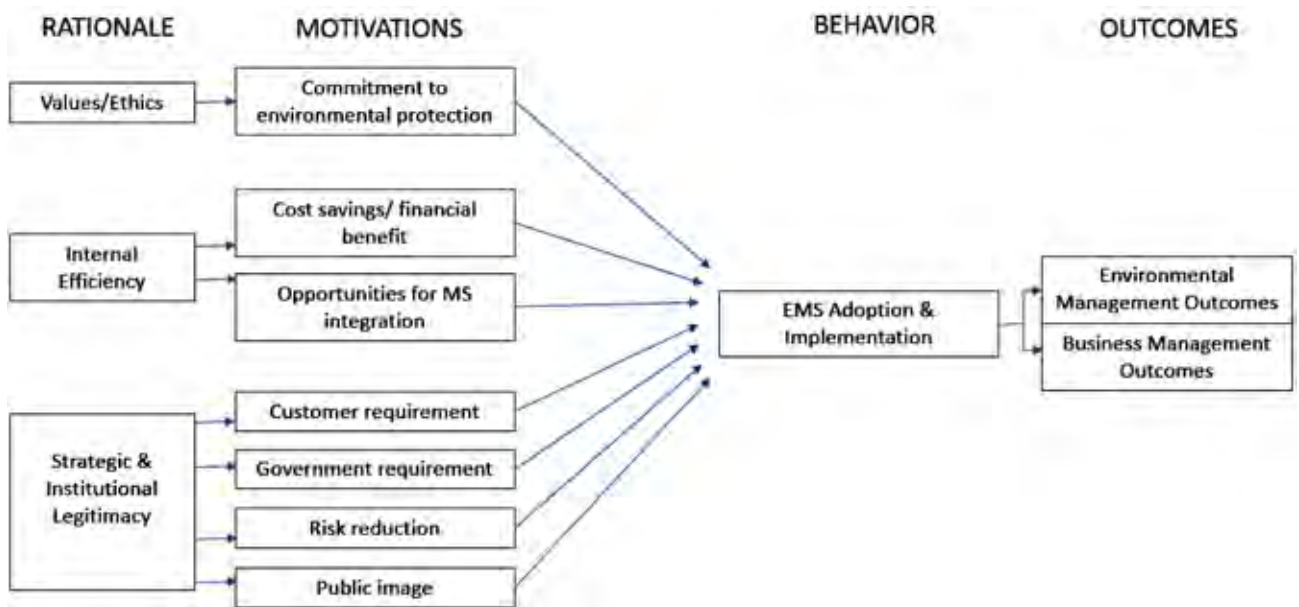 RATIONALE MOTIVATIONS BEHAVIOR OUTCOMES
Values/Ethics
Commitment to
environmental protection
Internal
Efficiency
Cost savings/ financial
benefit
Opportunities for MS
integration
Strategic &
Institutional
Legitimacy
Customer requirement
Government requirement
Risk reduction
Public image
EMS Adoption &
Implementation
Environmental
Management Outcomes
Business Management
Outcomes